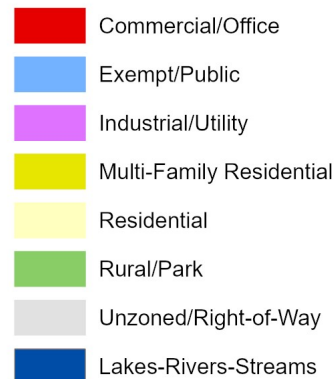 Commercial/Office
Exempt/Public
Industrial/Utility
Multi-Family Residential
Residential
Rural/Park
Unzoned/Right-of-Way
Lakes-Rivers-Streams